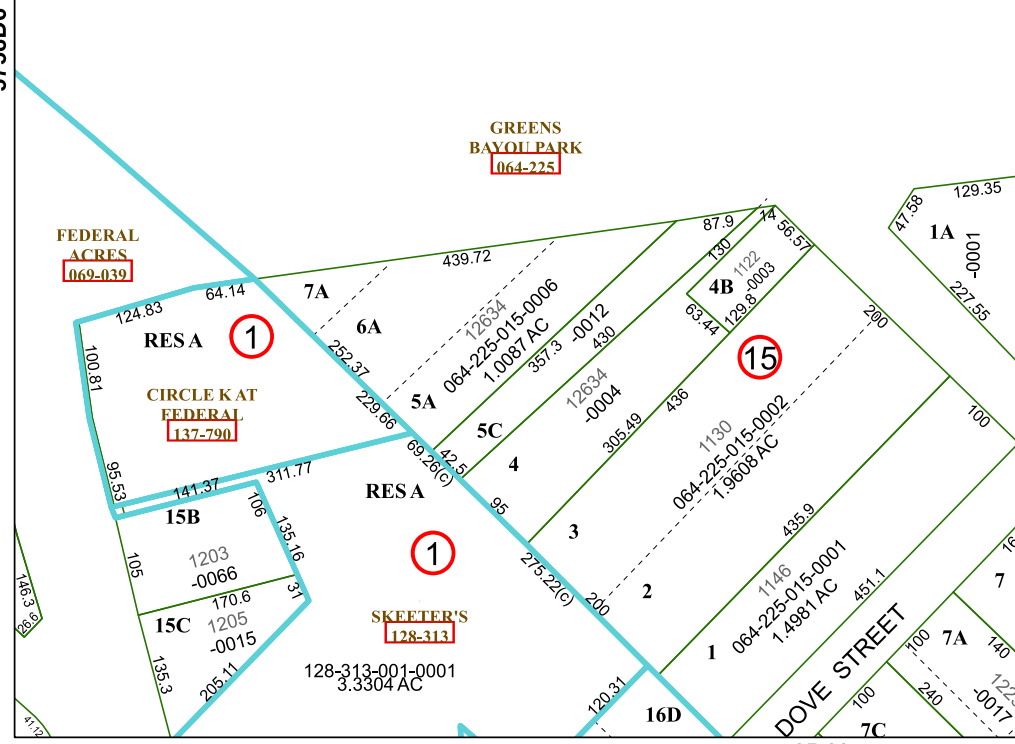 GREENS
BAYOU PARK
064-225
FEDERAL
ACRES
069-039
124.83
64.14
439.72
87.9
14
56.57
129.35
47.58
1A
-0001
227.55
7A
6A
RES A
1
252.37
229.66
100.81
CIRCLE K AT
FEDERAL
137-790
12634
064-225-015-0006
1.0087 AC
5A
357.3
-0012
430
130
1122
-0003
4B
129.8
63.44
15
200
12634
-0004
5C
42.5
69.26(c)
4
305.49
436
95
1130
064-225-015-0002
1.9608 AC
100
95.53
141.37
311.77
RES A
15B
106
135.16
1
3
275.22(c)
200
2
435.9
1146
064-225-015-0001
1.4981 AC
451.1
105
1203
-0066
31
170.6
15C
1205
-0015
135.3
205.11
SKEETER'S
128-313
128-313-001-0001
3.3304 AC
1
120.31
16D
DOVE STREET
7
100
7A
140
240
-0017
100
7C
146.3
26.6
41.12